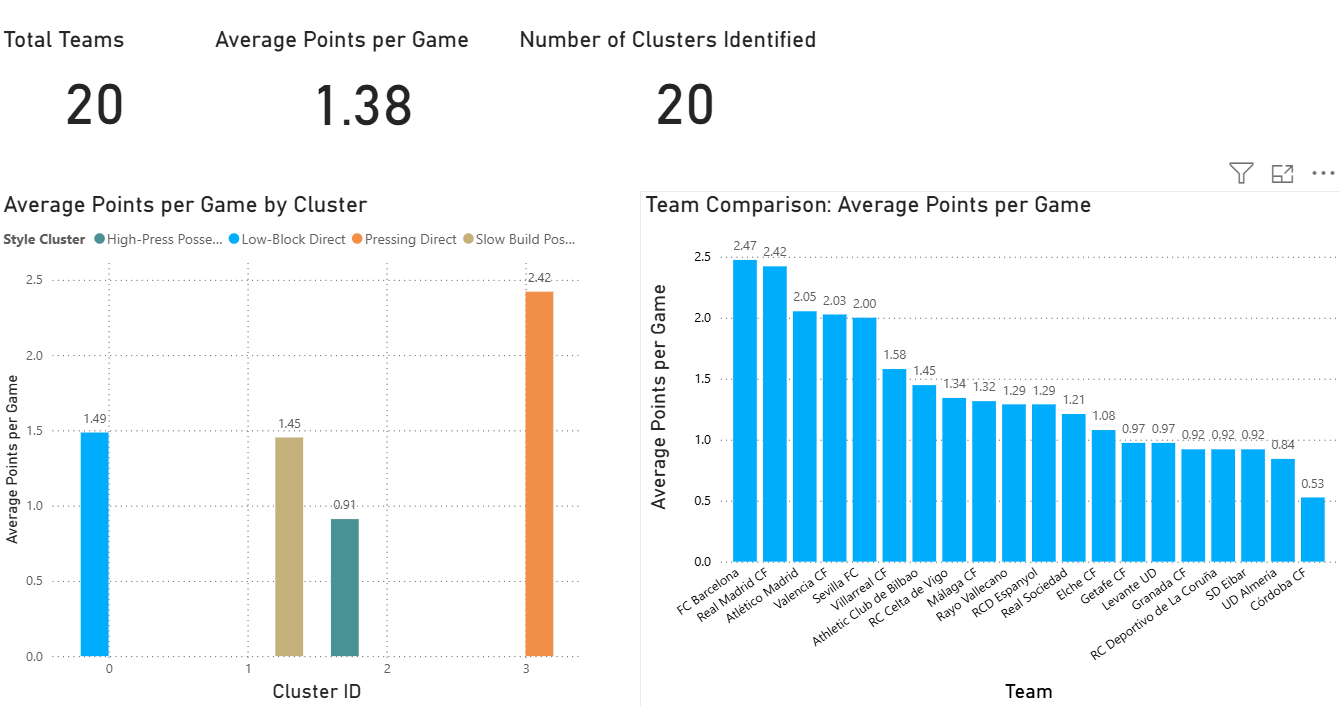 Total Teams
Average Points per Game
Number of Clusters Identified
20
1.38
20
Average Points per Game by Cluster
Style Cluster High-Press Posse... Low-Block Direct Pressing Direct Slow Build Pos...
Average Points per Game
2.5
2.0
1.5
1.0
0.5
0.0
1.49
1.45
0.91
2.42
0 1 2 3
Cluster ID
Team Comparison: Average Points per Game
Average Points per Game
2.5
2.0
1.5
1.0
0.5
0.0
2.47
2.42
2.05
2.03
2.00
1.58
1.45
1.34
1.32
1.29
1.29
1.21
1.08
0.97
0.97
0.92
0.92
0.92
0.84
0.53
FC Barcelona
Real Madrid CF
Atlético Madrid
Valencia CF
Sevilla FC
Villarreal CF
Athletic Club de Bilbao
RC Celta de Vigo
Málaga CF
Rayo Vallecano
RCD Espanyol
Real Sociedad
Elche CF
Getafe CF
Levante UD
Granada CF
RC Deportivo de La Coruña
SD Eibar
UD Almería
Córdoba CF
Team